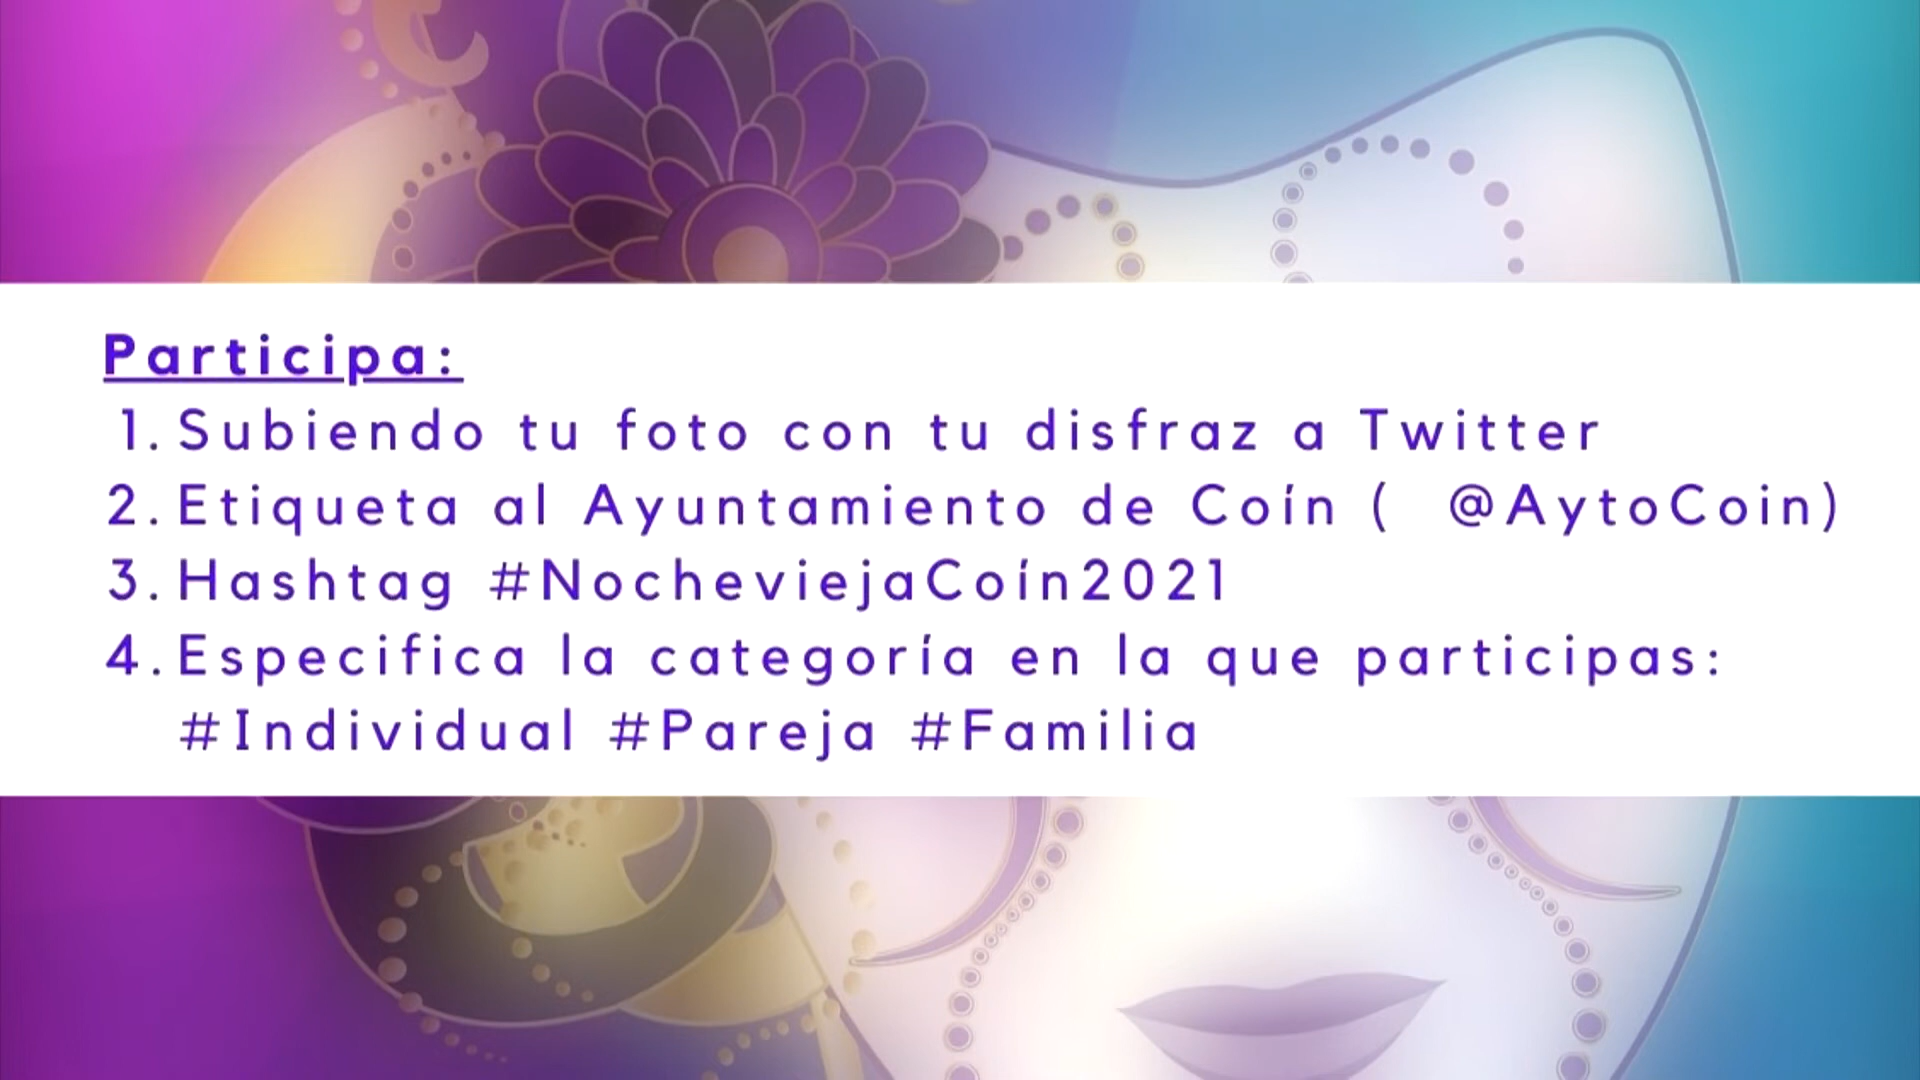 Participa:
1. Subiendo tu foto con tu disfraz a Twitter
2. Etiqueta al Ayuntamiento de Coín ( @AytoCoin)
3. Hashtag #NocheviejaCoín2021
4. Especifica la categoría en la que participas:
#Individual #Pareja #Familia